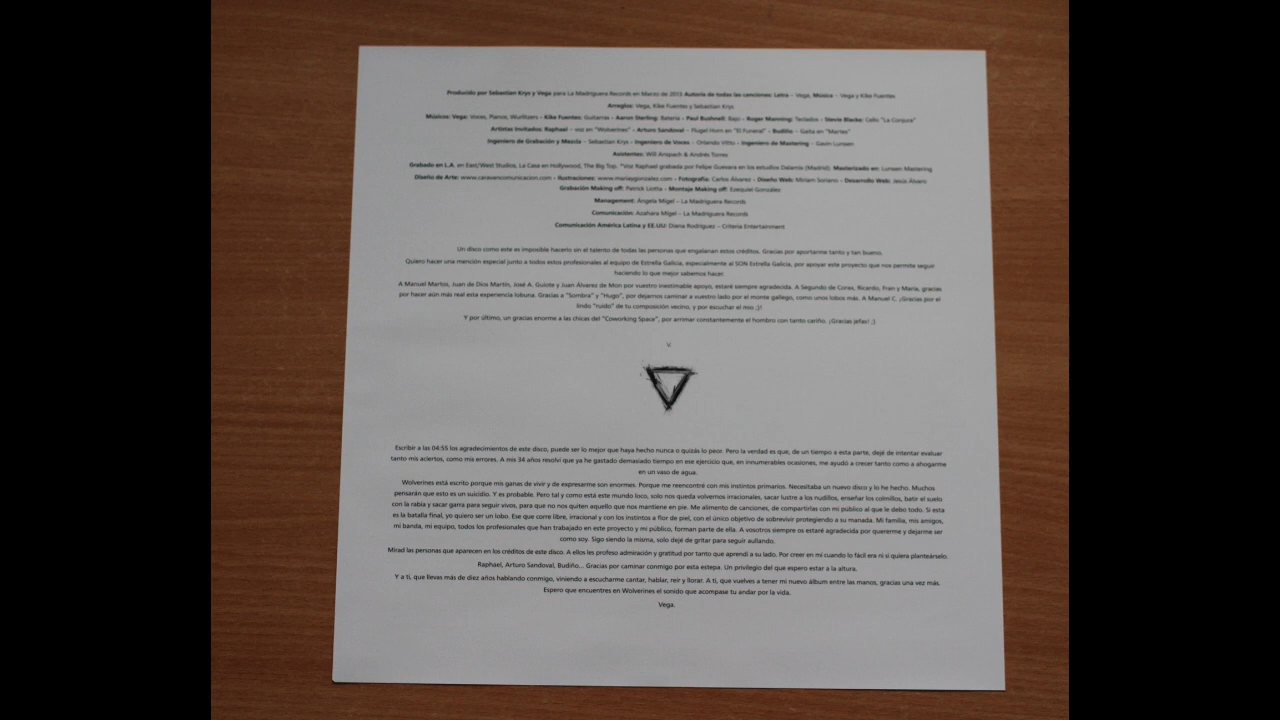 Producido por Sebastian Krys y Vega para La Madriguera Records en Marzo de 2013 Autoría de todas las canciones: Letra - Vega, Música - Vega y Kike Fuentes
Arreglos: Vega, Kike Fuentes y Sebastian Krys
Músicos: Vega: Voces, Pianos, Wurlitzers - Kike Fuentes: Guitarras - Aaron Sterling: Batería - Paul Bushnell: Bajo - Roger Manning: Teclados - Stevie Blacke: Cello "La Conjura"
Artistas Invitados: Raphael - voz en "Wolverines" - Arturo Sandoval - Flugel Horn en "El Funeral" - Budiño - Gaita en "Martes"
Ingeniero de Grabación y Mezcla - Sebastian Krys - Ingeniero de Voces - Orlando Vitto - Ingeniero de Mastering - Gavin Lurssen
Asistentes: Will Anspach & Andrés Torres
Grabado en L.A. en East/West Studios, La Casa en Hollywood, The Big Top. *Voz Raphael grabada por Felipe Guevara en los estudios Dalamix (Madrid). Masterizado en: Lurssen Mastering
Diseño de Arte: www.caravancomunicacion.com - Ilustraciones: www.mariaygonzalez.com - Fotografía: Carlos Álvarez - Diseño Web: Miriam Soriano - Desarrollo Web: Jesús Álvaro
Grabación Making off: Patrick Liotta - Montaje Making off: Ezequiel González
Management: Ángela Mígel - La Madriguera Records
Comunicación: Azahara Mígel - La Madriguera Records
Comunicación América Latina y EE.UU: Diana Rodríguez - Criteria Entertainment
Un disco como este es imposible hacerlo sin el talento de todas las personas que engalanan estos créditos. Gracias por aportarme tanto y tan bueno.
Quiero hacer una mención especial junto a todos estos profesionales al equipo de Estrella Galicia, especialmente al SON Estrella Galicia, por apoyar este proyecto que nos permite seguir
haciendo lo que mejor sabemos hacer.
A Manuel Martos, Juan de Dios Martín, José A. Guiote y Juan Álvarez de Mon por vuestro inestimable apoyo, estaré siempre agradecida. A Segundo de Corax, Ricardo, Fran y María, gracias
por hacer aún más real esta experiencia lobuna. Gracias a "Sombra" y "Hugo", por dejarnos caminar a vuestro lado por el monte gallego, como unos lobos más. A Manuel C. ¡Gracias por el
lindo "ruido" de tu composición vecino, y por escuchar el mío ;)!
Y por último, un gracias enorme a las chicas del "Coworking Space", por arrimar constantemente el hombro con tanto cariño. ¡Gracias jefas! ;)
V.
Escribir a las 04:55 los agradecimientos de este disco, puede ser lo mejor que haya hecho nunca o quizás lo peor. Pero la verdad es que, de un tiempo a esta parte, dejé de intentar evaluar
tanto mis aciertos, como mis errores. A mis 34 años resolví que ya he gastado demasiado tiempo en ese ejercicio que, en innumerables ocasiones, me ayudó a crecer tanto como a ahogarme
en un vaso de agua.
Wolverines está escrito porque mis ganas de vivir y de expresarme son enormes. Porque me reencontré con mis instintos primarios. Necesitaba un nuevo disco y lo he hecho. Muchos
pensarán que esto es un suicidio. Y es probable. Pero tal y como está este mundo loco, solo nos queda volvernos irracionales, sacar lustre a los nudillos, enseñar los colmillos, batir el suelo
con la rabia y sacar garra para seguir vivos, para que no nos quiten aquello que nos mantiene en pie. Me alimento de canciones, de compartirlas con mi público al que le debo todo. Si esta
es la batalla final, yo quiero ser un lobo. Ese que corre libre, irracional y con los instintos a flor de piel, con el único objetivo de sobrevivir protegiendo a su manada. Mi familia, mis amigos,
mi banda, mi equipo, todos los profesionales que han trabajado en este proyecto y mi público, forman parte de ella. A vosotros siempre os estaré agradecida por quererme y dejarme ser
como soy. Sigo siendo la misma, solo dejé de gritar para seguir aullando.
Mirad las personas que aparecen en los créditos de este disco. A ellos les profeso admiración y gratitud por tanto que aprendí a su lado. Por creer en mí cuando lo fácil era ni si quiera planteárselo.
Raphael, Arturo Sandoval, Budiño... Gracias por caminar conmigo por esta estepa. Un privilegio del que espero estar a la altura.
Y a ti, que llevas más de diez años hablando conmigo, viniendo a escucharme cantar, hablar, reír y llorar. A ti, que vuelves a tener mi nuevo álbum entre las manos, gracias una vez más.
Espero que encuentres en Wolverines el sonido que acompase tu andar por la vida.
Vega.